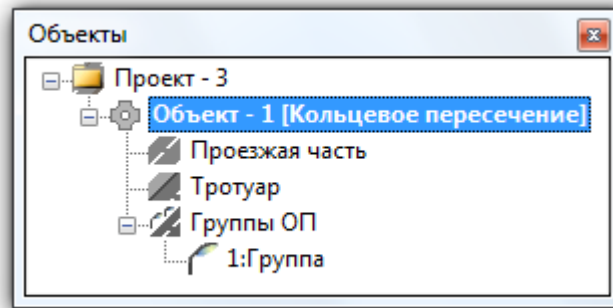 Объекты
Проект - 3
Объект - 1 [Кольцевое пересечение]
Проезжая часть
Тротуар
Группы ОП
1:Группа